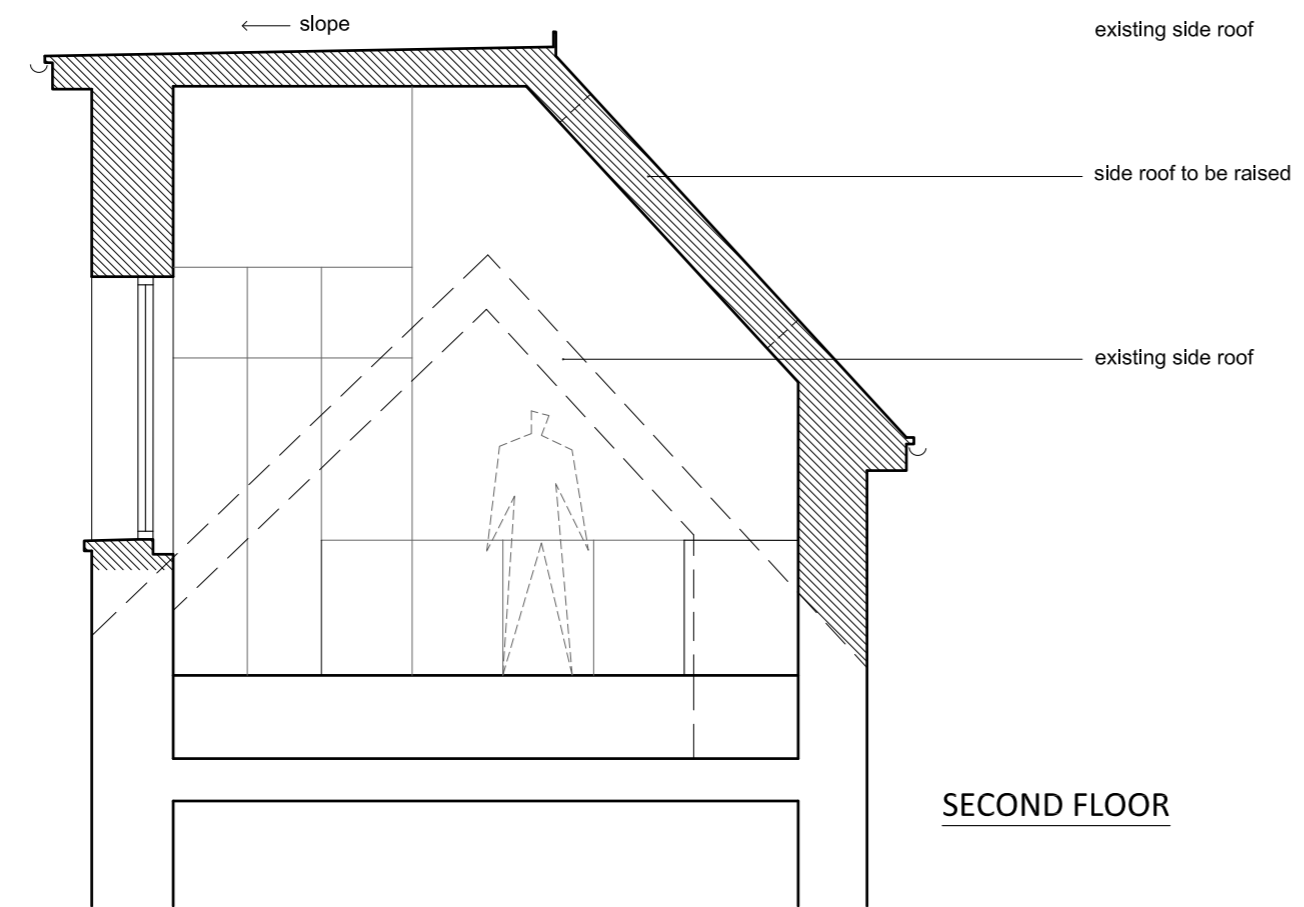 slope
existing side roof
side roof to be raised
existing side roof
SECOND FLOOR